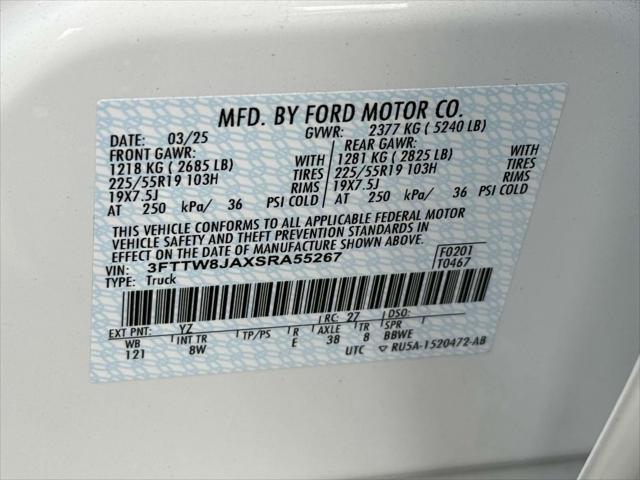 MFD. BY FORD MOTOR CO.
DATE: 03/25 GVWR: 2377 KG ( 5240 LB)
FRONT GAWR: REAR GAWR:
1218 KG ( 2685 LB) WITH 1281 KG ( 2825 LB) WITH
225/55R19 103H TIRES 225/55R19 103H TIRES
19X7.5J RIMS 19X7.5J RIMS
AT 250 kPa/ 36 PSI COLD AT 250 kPa/ 36 PSI COLD
THIS VEHICLE CONFORMS TO ALL APPLICABLE FEDERAL MOTOR
VEHICLE SAFETY AND THEFT PREVENTION STANDARDS IN
EFFECT ON THE DATE OF MANUFACTURE SHOWN ABOVE.
VIN: 3FTTW8JAXSRA55267 F0201
TYPE: Truck T0467
EXT PNT: YZ RC: 27 DSO:
WB INT TR TP/PS R AXLE TR SPR
121 8W E 38 8 BBWE
UTC RU5A-1520472-AB